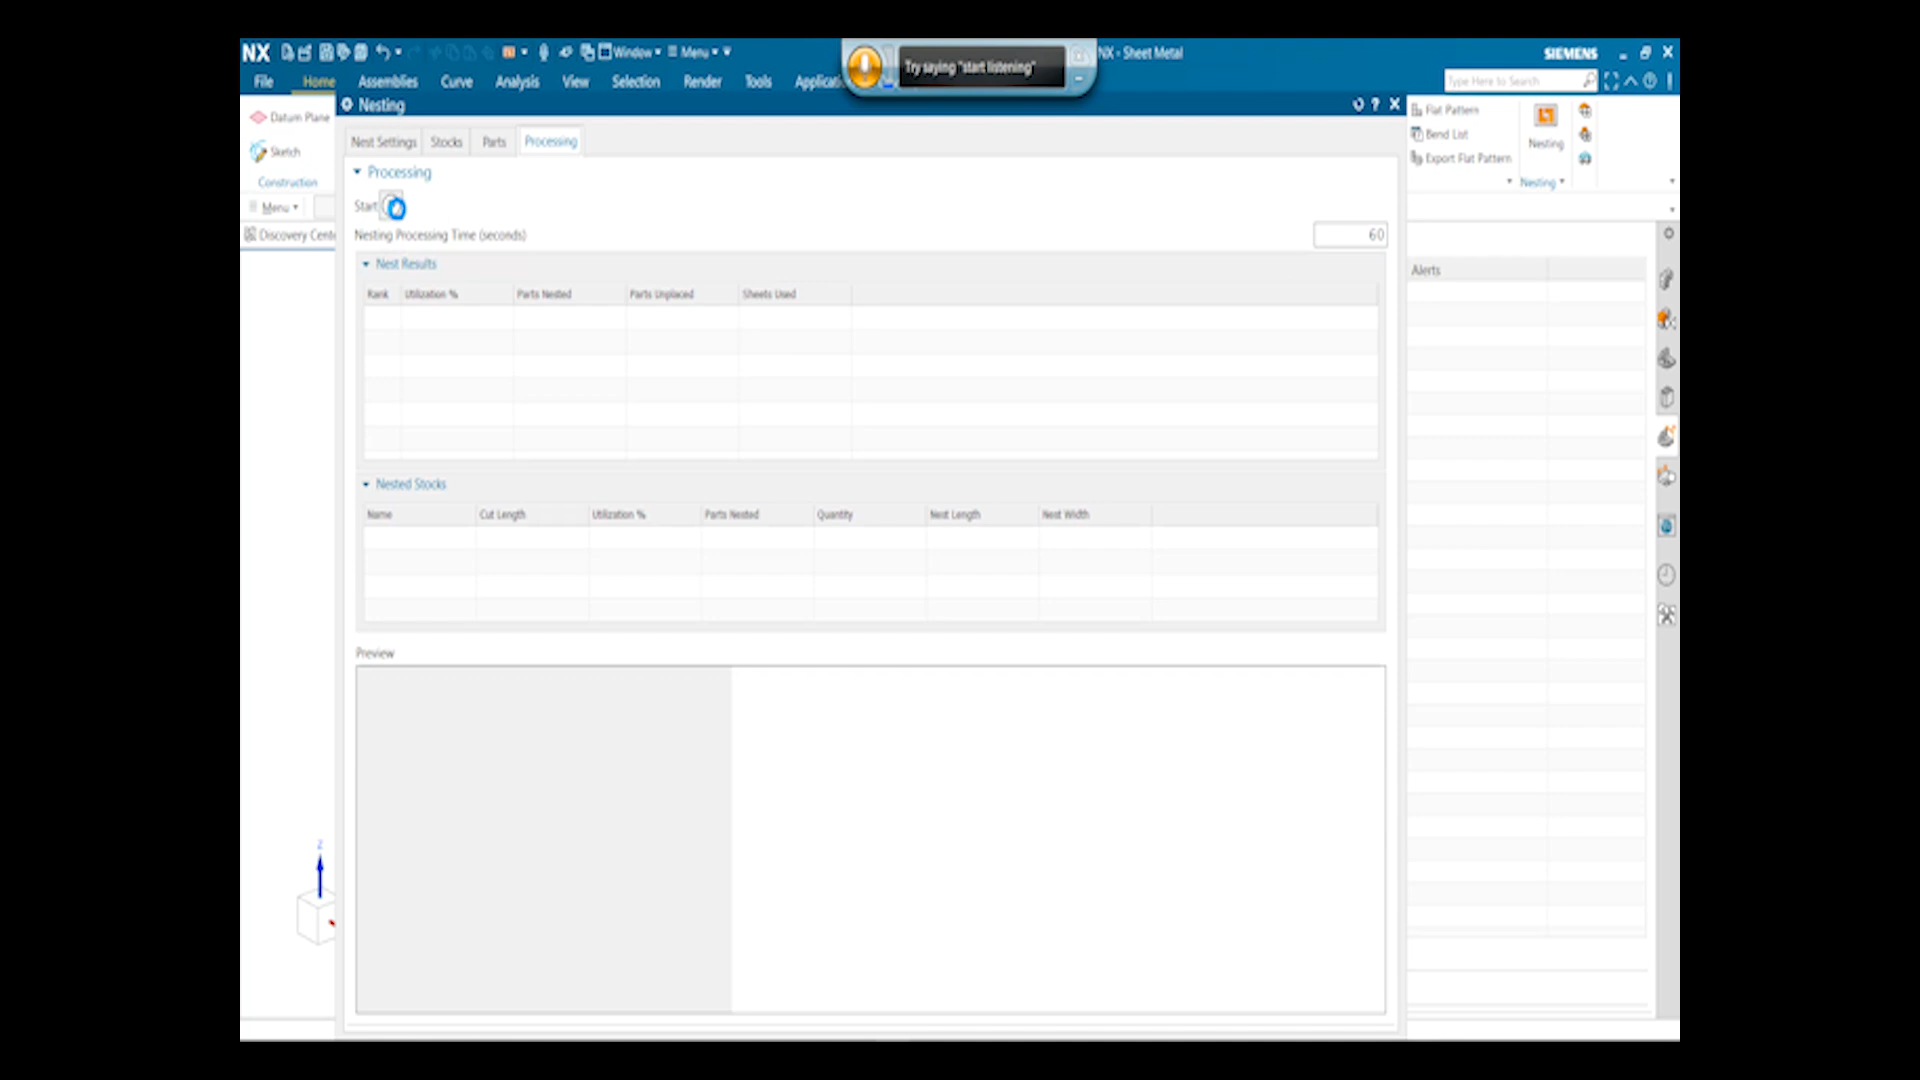 NX Window Menu NX - Sheet Metal SIEMENS
Try saying "start listening"
File Home Assemblies Curve Analysis View Selection Render Tools Type Here to Search
Nesting
Datum Plane
Sketch
Construction
Menu
Flat Pattern
Bend List
Export Flat Pattern
Nesting
Nesting
Nest Settings Stocks Parts Processing
Processing
Start
Nesting Processing Time (seconds) 60
Nest Results
Rank Utilization % Parts Nested Parts Unplaced Sheets Used
Nested Stocks
Name Cut Length Utilization % Parts Nested Quantity Nest Length Nest Width
Preview
Alerts
Z